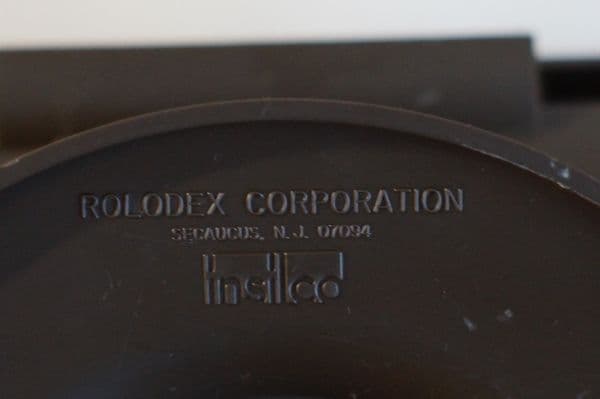 ROLODEX CORPORATION
SECAUCUS, N.J. 07094
insilco